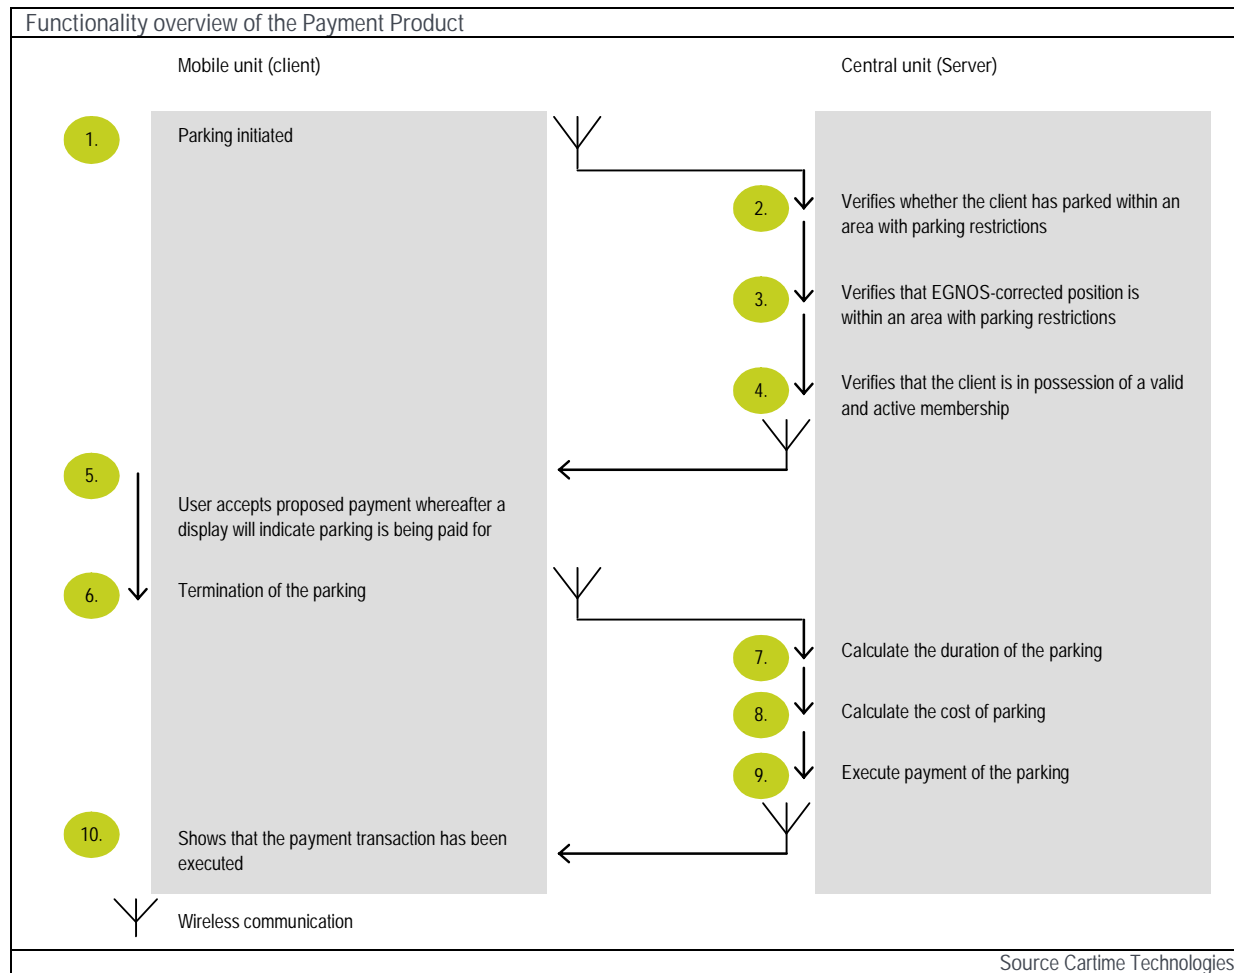 Functionality overview of the Payment Product
Mobile unit (client)
Central unit (Server)
1.
Parking initiated
2.
Verifies whether the client has parked within an
area with parking restrictions
3.
Verifies that EGNOS-corrected position is
within an area with parking restrictions
4.
Verifies that the client is in possession of a valid
and active membership
5.
User accepts proposed payment whereafter a
display will indicate parking is being paid for
6.
Termination of the parking
7.
Calculate the duration of the parking
8.
Calculate the cost of parking
9.
Execute payment of the parking
10.
Shows that the payment transaction has been
executed
Wireless communication
Source Cartime Technologies